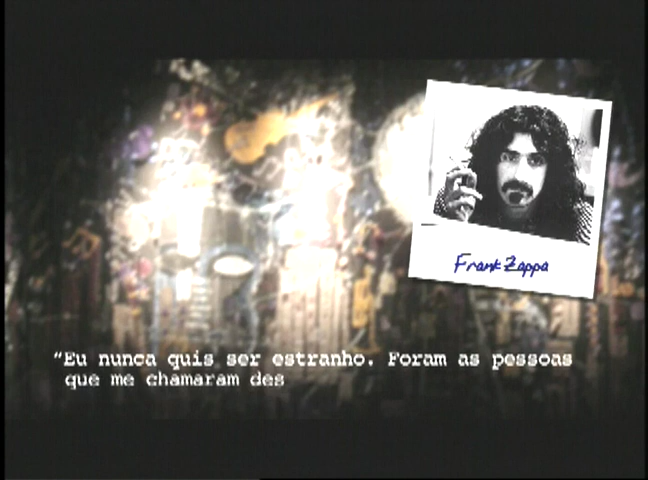 Frank Zappa
"Eu nunca quis ser estranho. Foram as pessoas
que me chamaram des